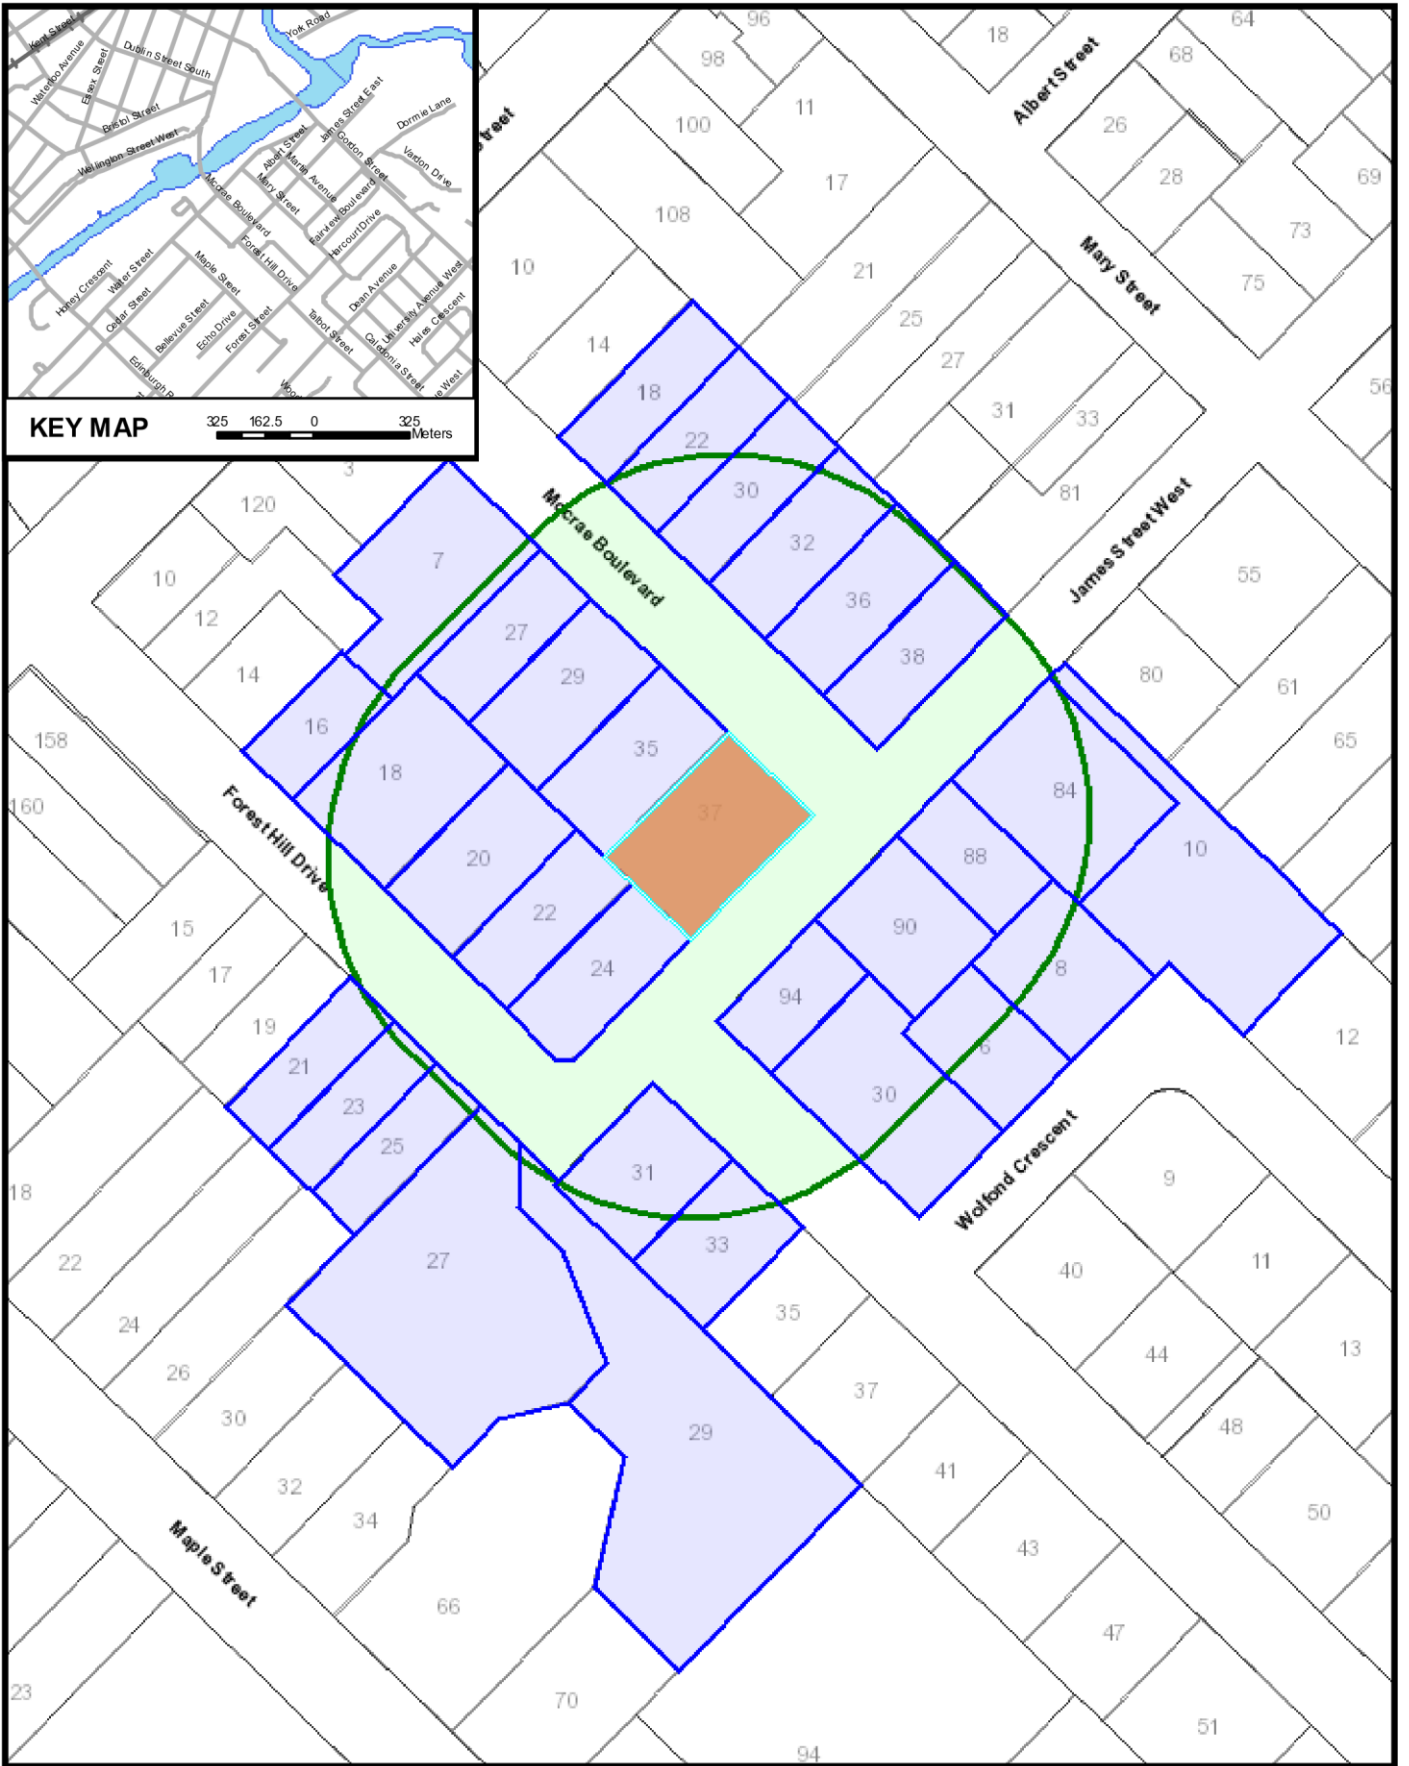 Kent Street
Waterloo Avenue
Essex Street
Dublin Street South
York Road
Bristol Street
Wellington Street West
James Street East
Dormie Lane
Albert Street
Gordon Street
Martin Avenue
Vardon Drive
Mary Street
Mcrae Boulevard
Fairview Boulevard
Harcourt Drive
Forest Hill Drive
Maple Street
Water Street
Honey Crescent
Cedar Street
Bellevue Street
Echo Drive
Forest Street
Dean Avenue
University Avenue West
Hales Crescent
Talbot Street
Caledonia Street
Edinburgh R
Wool
ue West
KEY MAP
325 162.5 0 325
Meters
96
98
18
64
68
Albert Street
treet
100
11
26
28
69
17
108
73
75
10
21
Mary Street
14
25
27
56
18
31
33
22
81
3
120
30
Mccrae Boulevard
James Street West
7
32
55
10
12
36
27
38
14
29
80
61
16
35
65
158
18
84
160
37
Forest Hill Drive
20
88
10
22
90
15
24
8
17
94
19
6
12
21
23
30
25
31
Wolfond Crescent
9
18
33
27
11
22
40
35
24
44
13
26
37
30
29
48
41
32
50
34
43
Maple Street
66
47
23
70
51
94